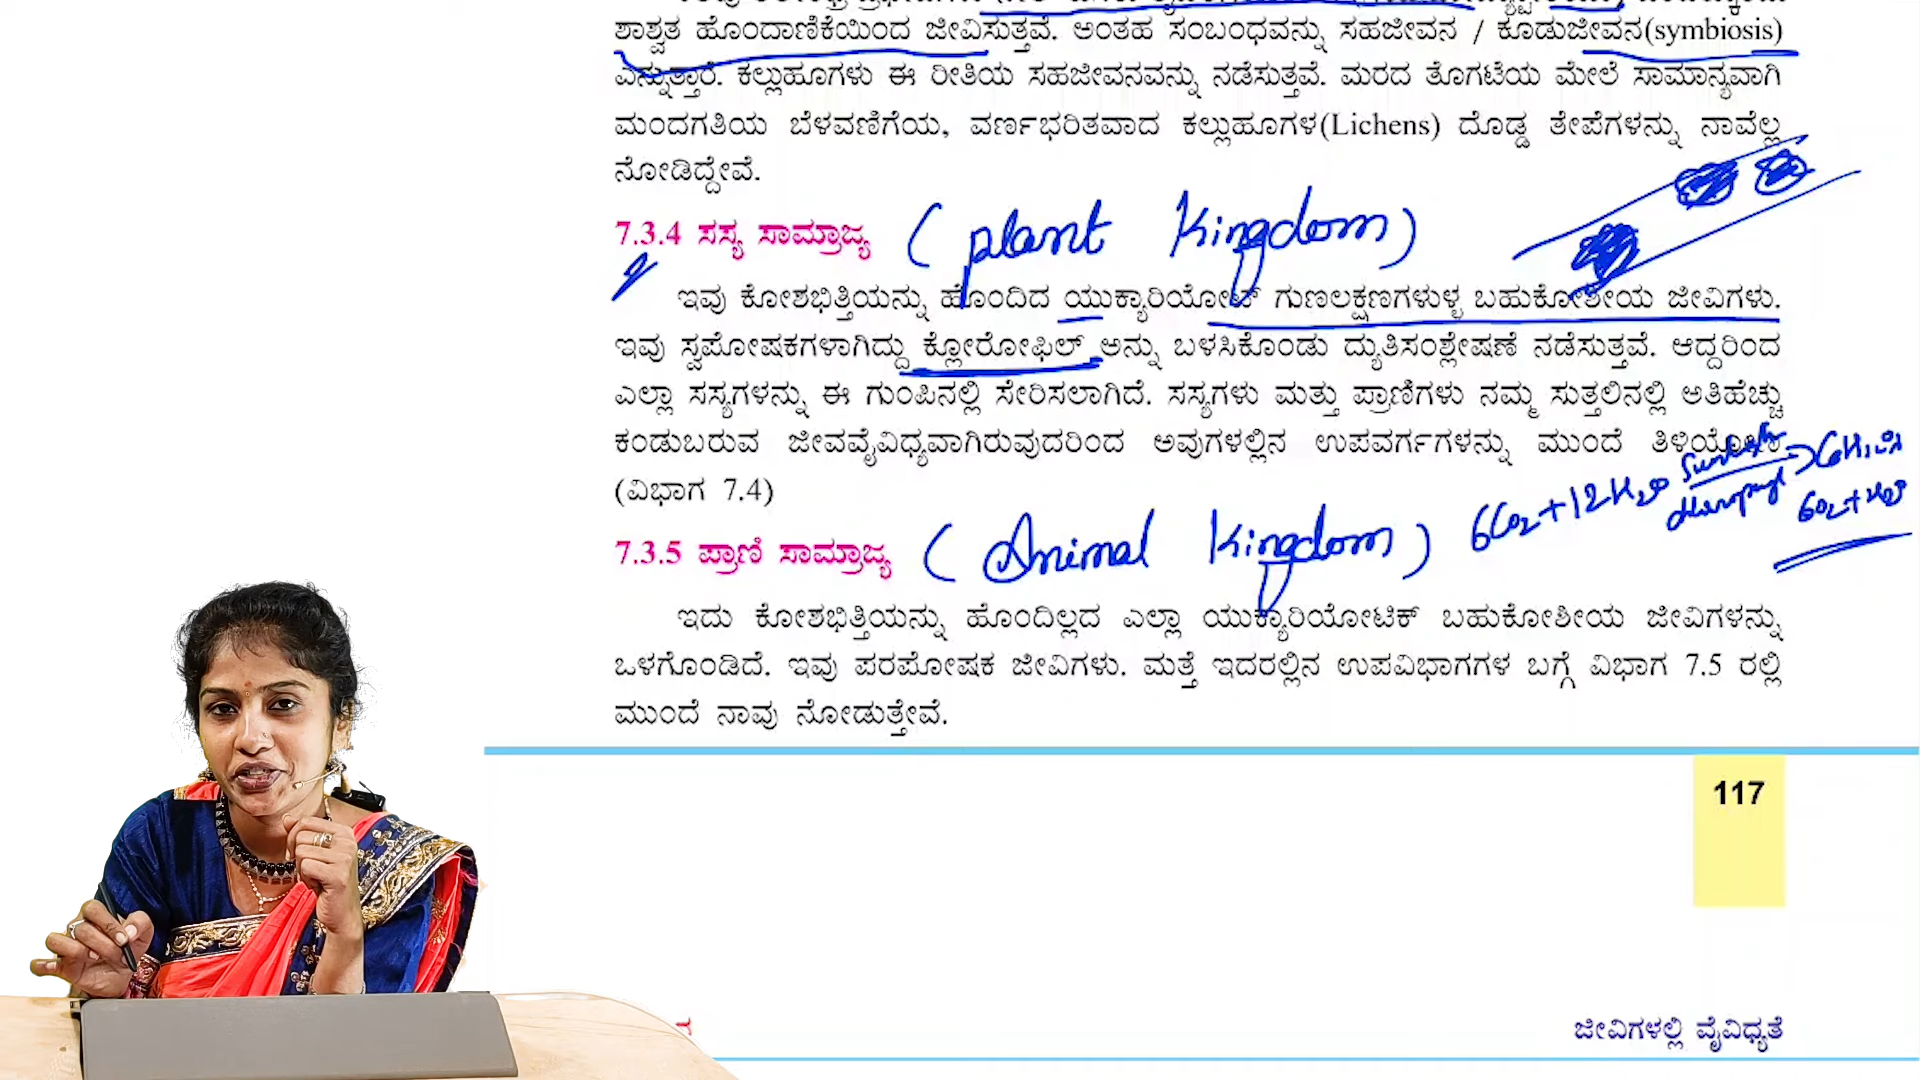 ಶಾಶ್ವತ ಹೊಂದಾಣಿಕೆಯಿಂದ ಜೀವಿಸುತ್ತವೆ. ಅಂತಹ ಸಂಬಂಧವನ್ನು ಸಹಜೀವನ / ಕೂಡುಜೀವನ(symbiosis)
ಎನ್ನುತ್ತಾರೆ. ಕಲ್ಲುಹೂಗಳು ಈ ರೀತಿಯ ಸಹಜೀವನವನ್ನು ನಡೆಸುತ್ತವೆ. ಮರದ ತೊಗಟೆಯ ಮೇಲೆ ಸಾಮಾನ್ಯವಾಗಿ
ಮಂದಗತಿಯ ಬೆಳವಣಿಗೆಯ, ವರ್ಣಭರಿತವಾದ ಕಲ್ಲುಹೂಗಳ(Lichens) ದೊಡ್ಡ ತೇಪೆಗಳನ್ನು ನಾವೆಲ್ಲ
ನೋಡಿದ್ದೇವೆ.
7.3.4 ಸಸ್ಯ ಸಾಮ್ರಾಜ್ಯ (plant Kingdom)
ಇವು ಕೋಶಭಿತ್ತಿಯನ್ನು ಹೊಂದಿದ ಯುಕ್ಯಾರಿಯೋಟ್ ಗುಣಲಕ್ಷಣಗಳುಳ್ಳ ಬಹುಕೋಶೀಯ ಜೀವಿಗಳು.
ಇವು ಸ್ವಪೋಷಕಗಳಾಗಿದ್ದು ಕ್ಲೋರೋಫಿಲ್ ಅನ್ನು ಬಳಸಿಕೊಂಡು ದ್ಯುತಿಸಂಶ್ಲೇಷಣೆ ನಡೆಸುತ್ತವೆ. ಆದ್ದರಿಂದ
ಎಲ್ಲಾ ಸಸ್ಯಗಳನ್ನು ಈ ಗುಂಪಿನಲ್ಲಿ ಸೇರಿಸಲಾಗಿದೆ. ಸಸ್ಯಗಳು ಮತ್ತು ಪ್ರಾಣಿಗಳು ನಮ್ಮ ಸುತ್ತಲಿನಲ್ಲಿ ಅತಿಹೆಚ್ಚು
ಕಂಡುಬರುವ ಜೀವವೈವಿಧ್ಯವಾಗಿರುವುದರಿಂದ ಅವುಗಳಲ್ಲಿನ ಉಪವರ್ಗಗಳನ್ನು ಮುಂದೆ ತಿಳಿಯೋಣ
(ವಿಭಾಗ 7.4)
6CO2+12H2O
6O2+H2O
7.3.5 ಪ್ರಾಣಿ ಸಾಮ್ರಾಜ್ಯ (Animal Kingdom)
ಇದು ಕೋಶಭಿತ್ತಿಯನ್ನು ಹೊಂದಿಲ್ಲದ ಎಲ್ಲಾ ಯುಕ್ಯಾರಿಯೋಟಿಕ್ ಬಹುಕೋಶೀಯ ಜೀವಿಗಳನ್ನು
ಒಳಗೊಂಡಿದೆ. ಇವು ಪರಪೋಷಕ ಜೀವಿಗಳು. ಮತ್ತೆ ಇದರಲ್ಲಿನ ಉಪವಿಭಾಗಗಳ ಬಗ್ಗೆ ವಿಭಾಗ 7.5 ರಲ್ಲಿ
ಮುಂದೆ ನಾವು ನೋಡುತ್ತೇವೆ.
117
ಜೀವಿಗಳಲ್ಲಿ ವೈವಿಧ್ಯತೆ